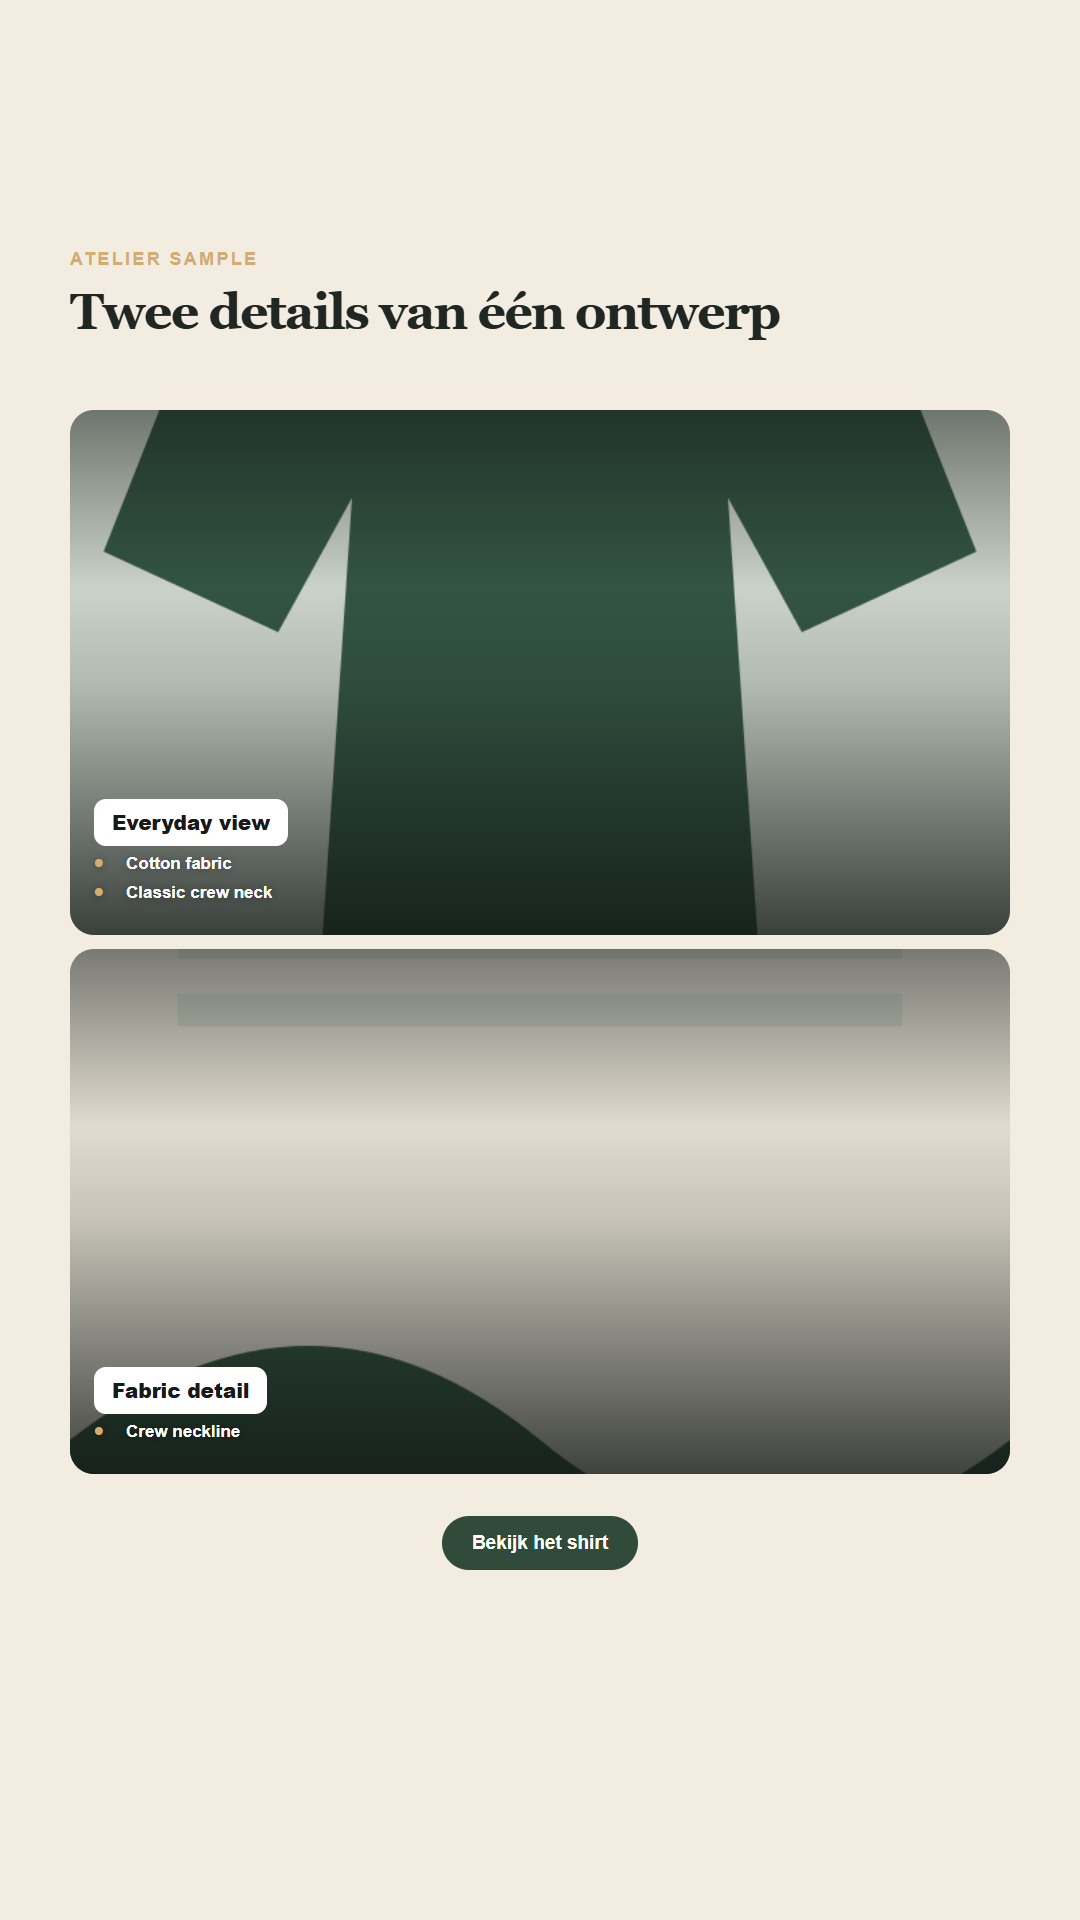 ATELIER SAMPLE
Twee details van één ontwerp
Everyday view
Cotton fabric
Classic crew neck
Fabric detail
Crew neckline
Bekijk het shirt